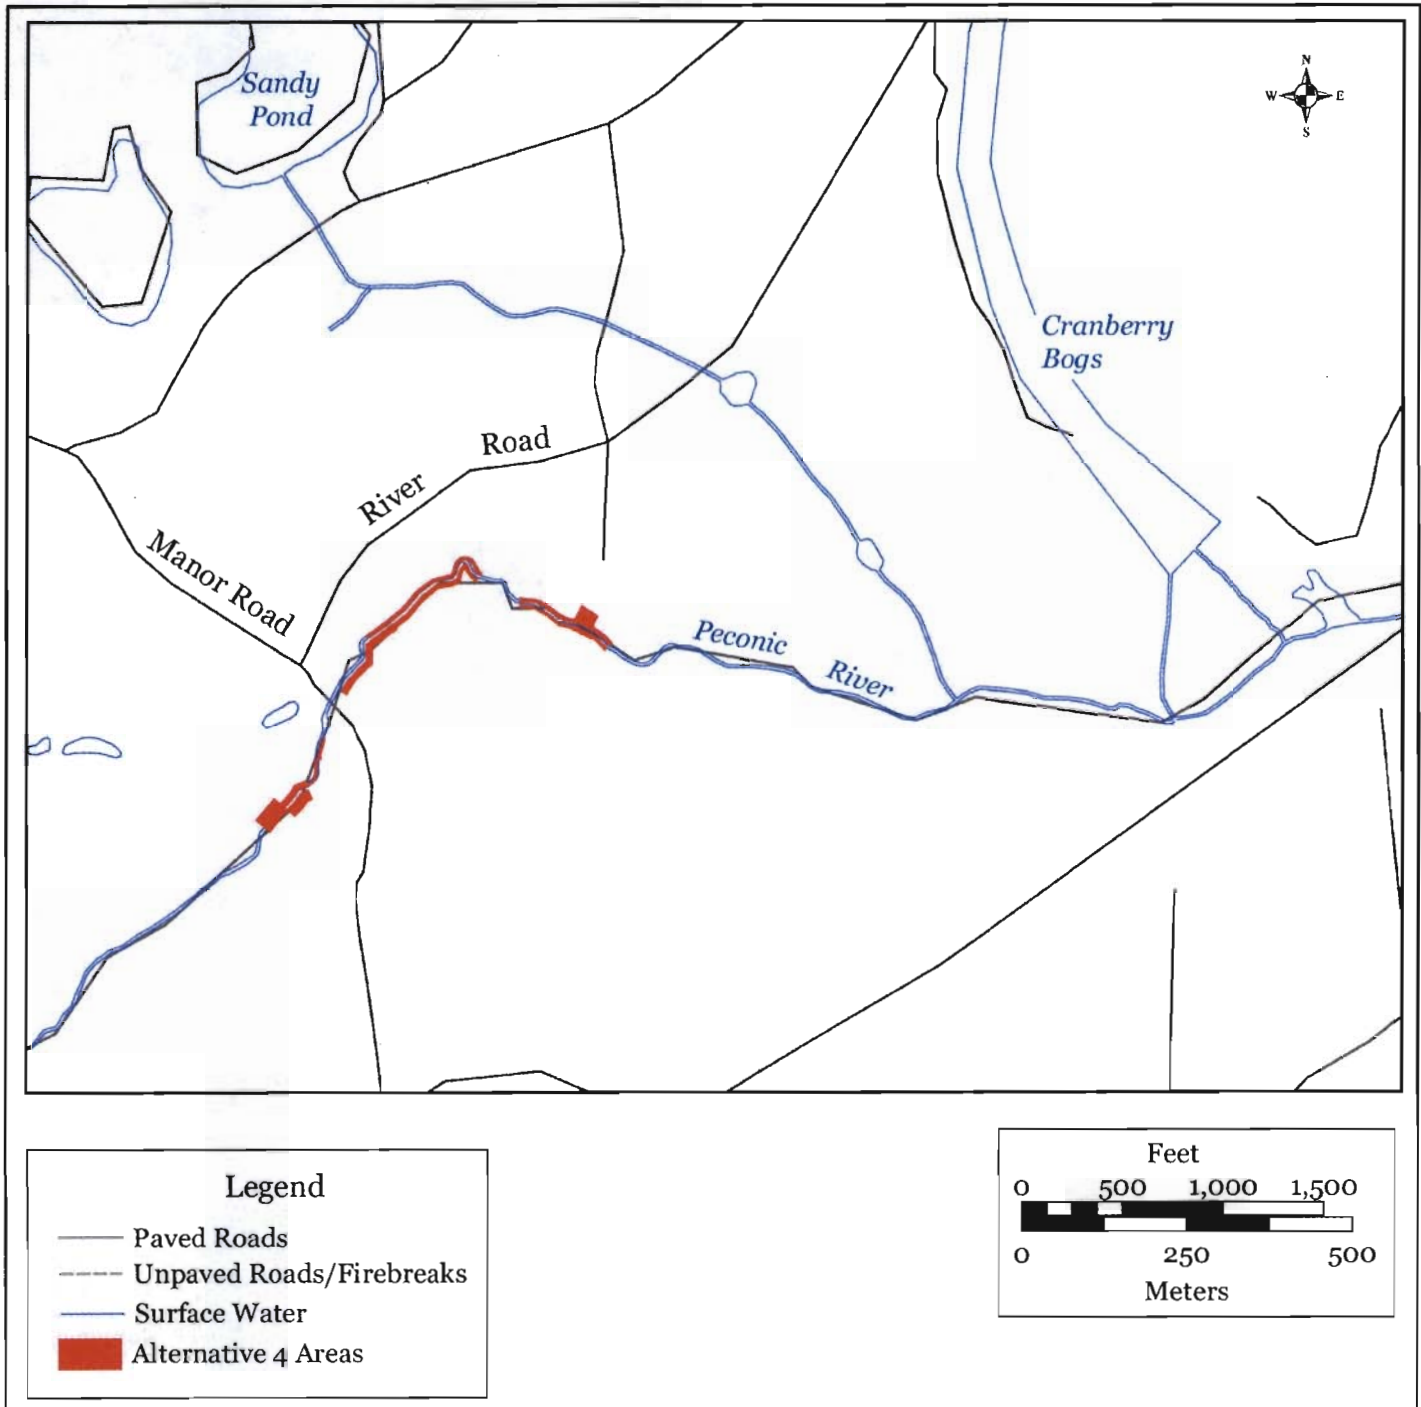 N
W E
S
Sandy
Pond
Cranberry
Bogs
River Road
Manor Road
Peconic
River
Legend
Paved Roads
Unpaved Roads/Firebreaks
Surface Water
Alternative 4 Areas
Feet
0 500 1,000 1,500
0 250 500
Meters